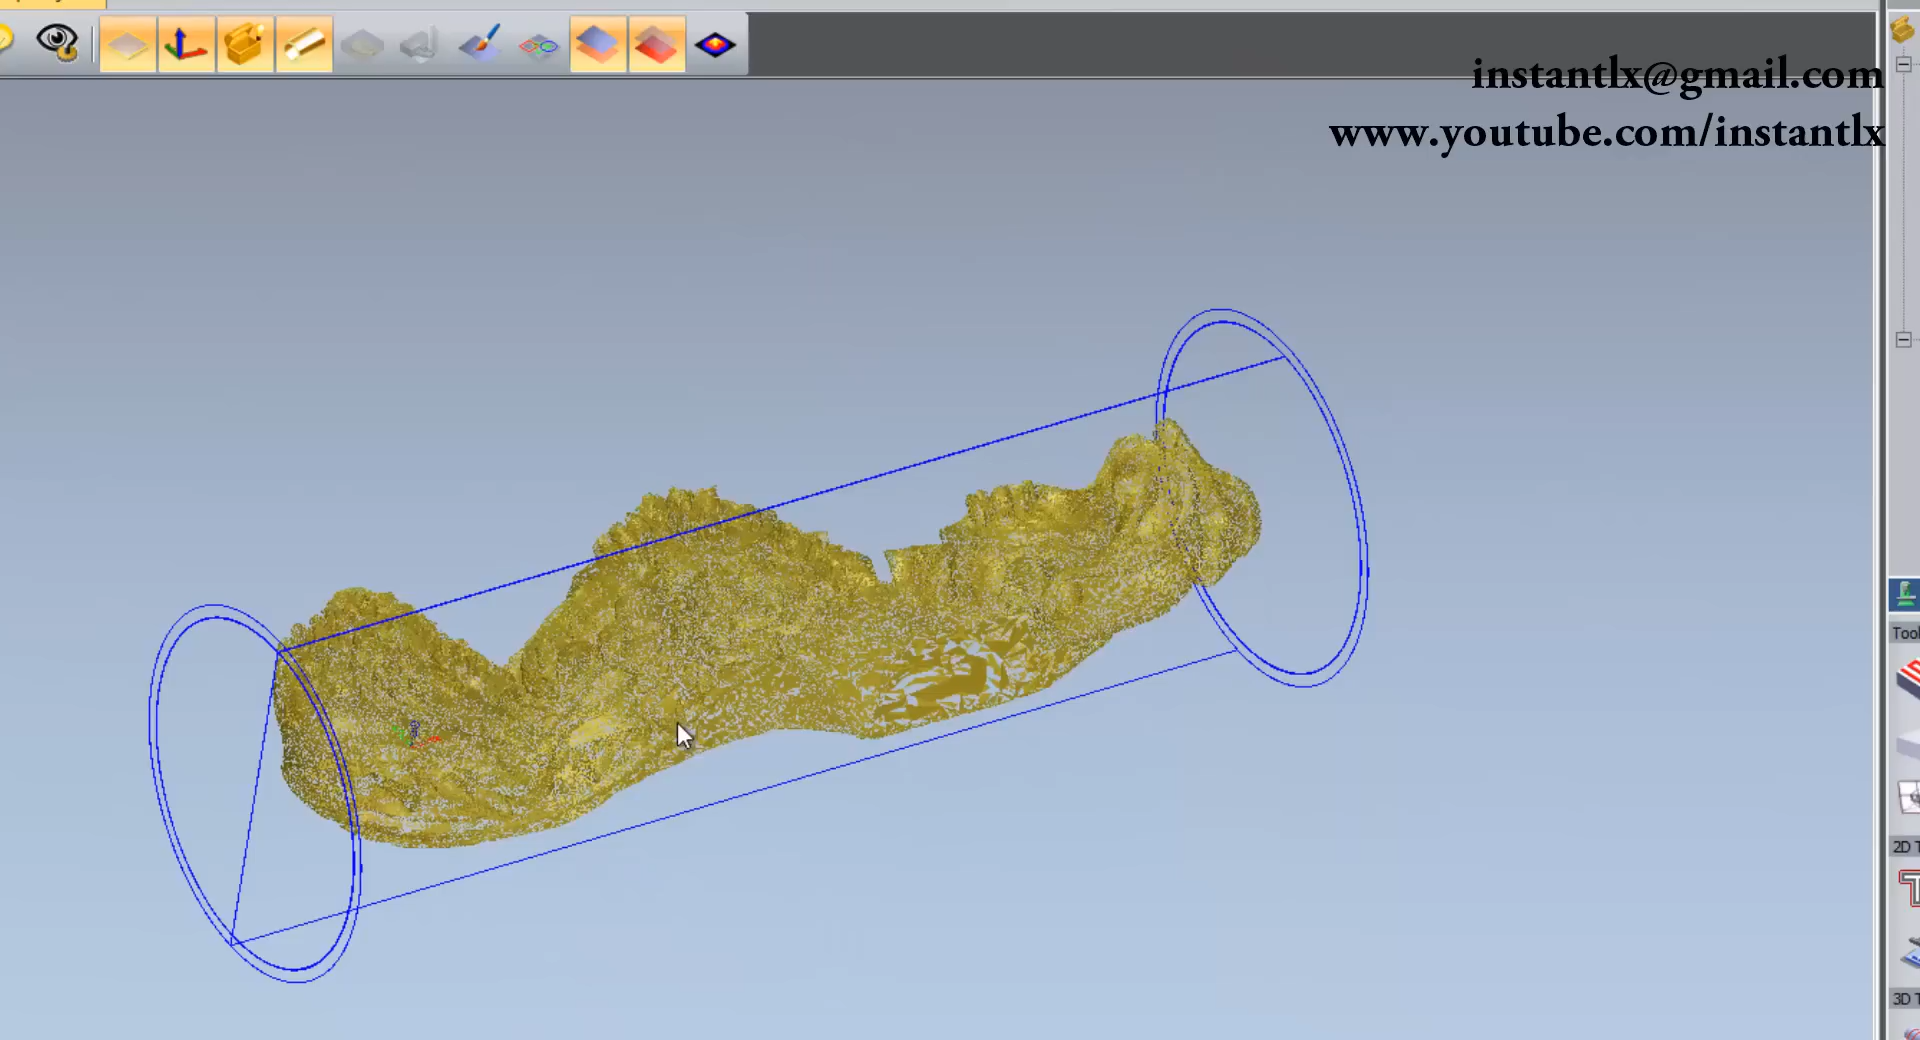 instantlx@gmail.com
www.youtube.com/instantlx
Tool
2D T
3D T